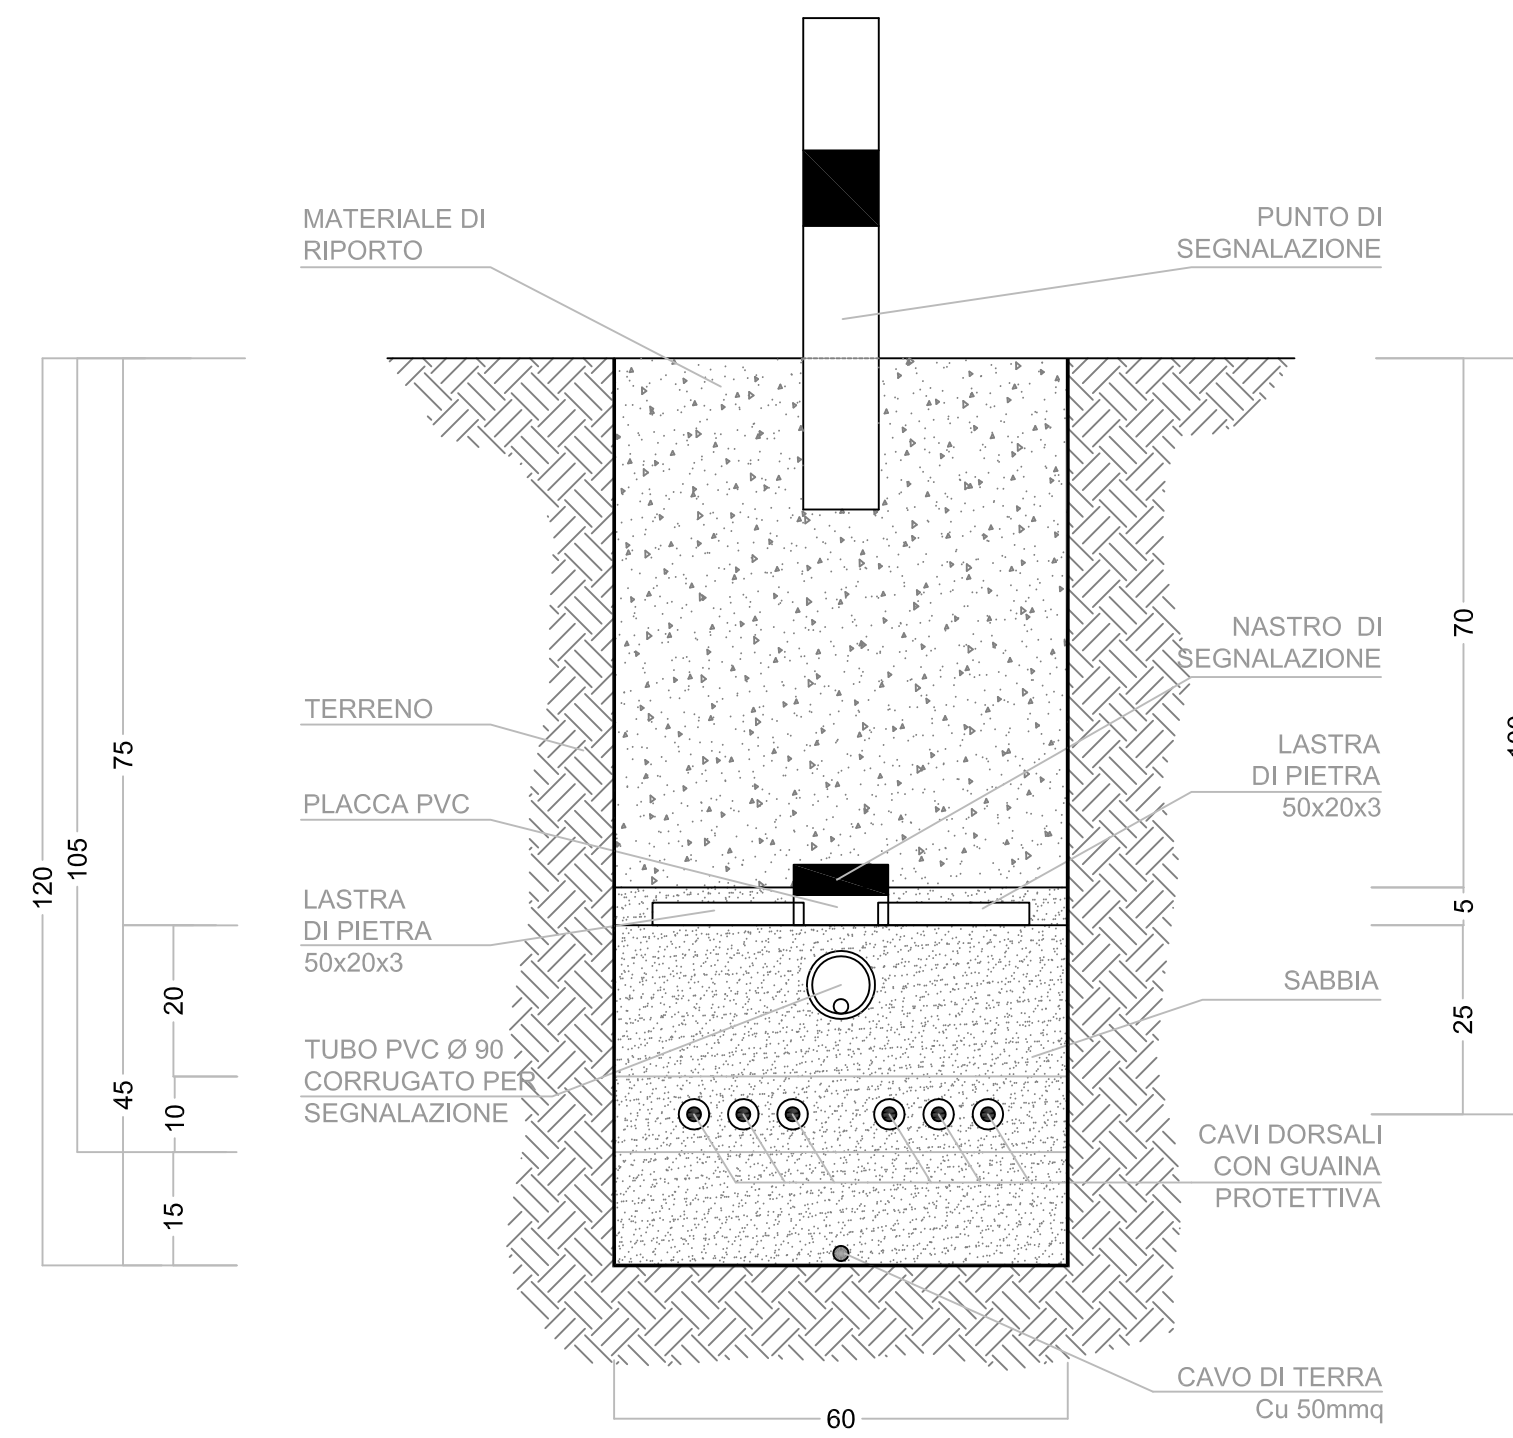 MATERIALE DI
RIPORTO
PUNTO DI
SEGNALAZIONE
NASTRO DI
SEGNALAZIONE
70
TERRENO
LASTRA
DI PIETRA
50x20x3
75
PLACCA PVC
105
120
LASTRA
DI PIETRA
50x20x3
5
SABBIA
20
25
TUBO PVC Ø 90
CORRUGATO PER
SEGNALAZIONE
45
10
CAVI DORSALI
CON GUAINA
PROTETTIVA
15
CAVO DI TERRA
Cu 50mmq
60